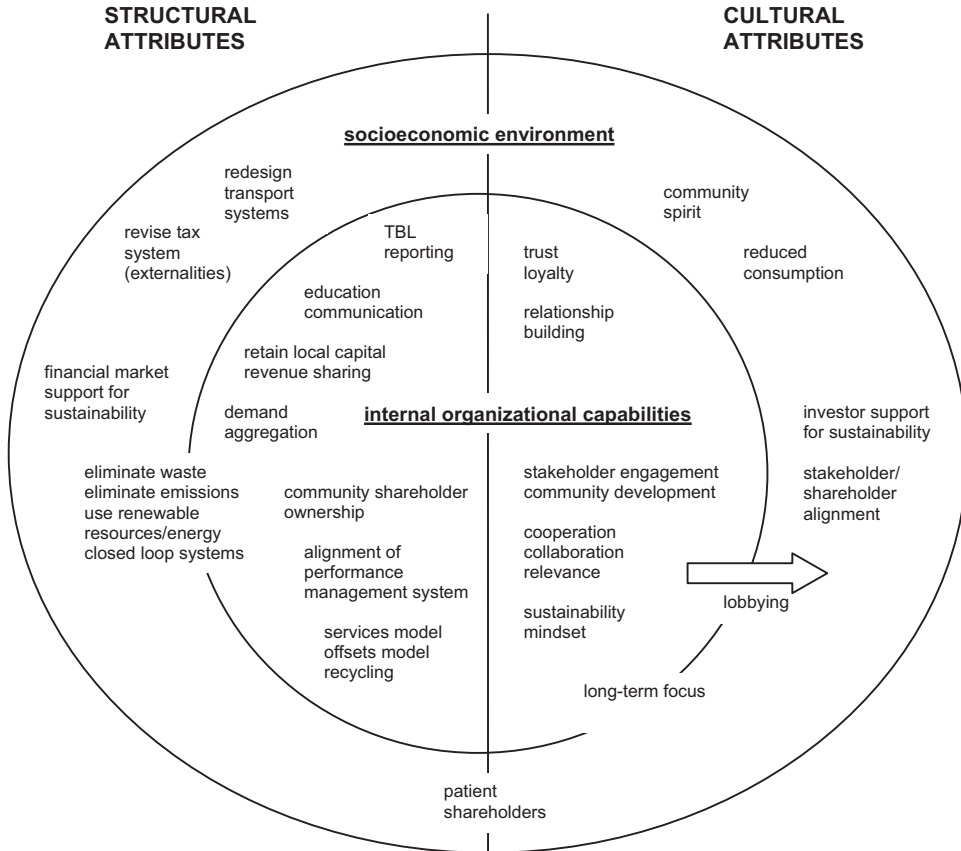 STRUCTURAL
ATTRIBUTES
CULTURAL
ATTRIBUTES
socioeconomic environment
redesign
transport
systems
revise tax
system
(externalities)
financial market
support for
sustainability
eliminate waste
eliminate emissions
use renewable
resources/energy
closed loop systems
TBL
reporting
education
communication
retain local capital
revenue sharing
demand
aggregation
internal organizational capabilities
community shareholder
ownership
alignment of
performance
management system
services model
offsets model
recycling
trust
loyalty
relationship
building
stakeholder engagement
community development
cooperation
collaboration
relevance
sustainability
mindset
long-term focus
lobbying
community
spirit
reduced
consumption
investor support
for sustainability
stakeholder/
shareholder
alignment
patient
shareholders